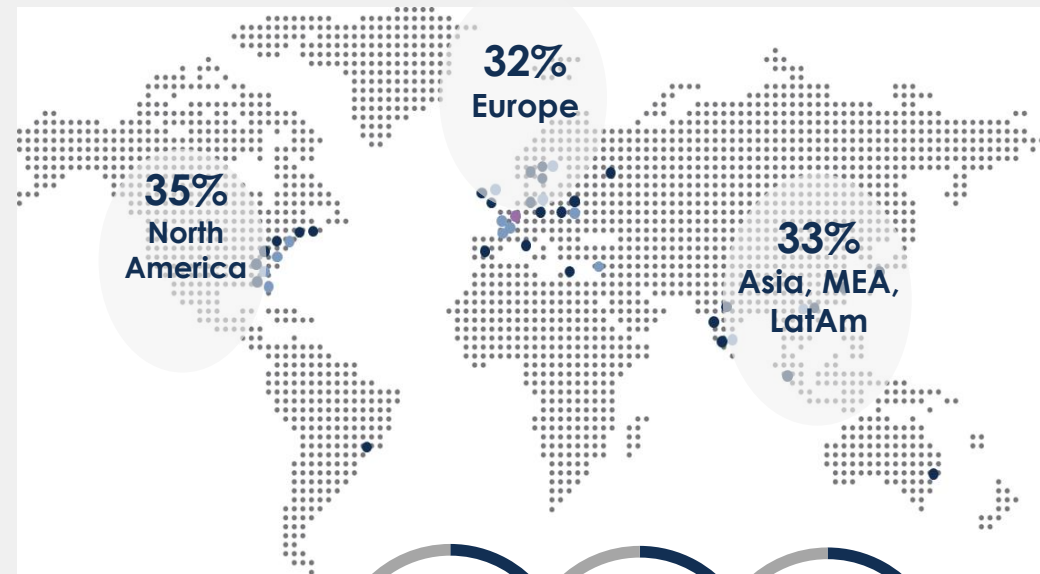 32%
Europe
35%
North
America
33%
Asia, MEA,
LatAm